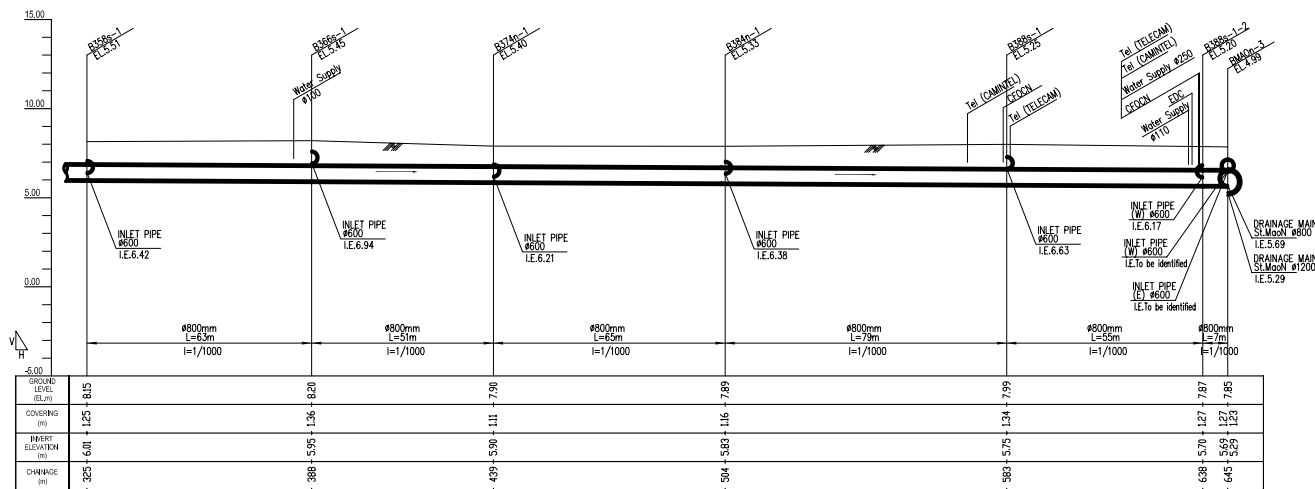 15.00
10.00
5.00
0.00
-5.00
V
H
B358s-1
EL.5.51
B366s-1
EL.5.45
Water Supply
ø100
B374n-1
EL.5.40
B384n-1
EL.5.33
B388s-1
EL.5.25
Tel (CAMINTEL)
CFOCN
Tel (TELECAM)
Tel (TELECAM)
Tel (CAMINTEL)
Water Supply ø250
CFOCN
EDC
Water Supply
ø110
B388s-1-2
EL.5.20
BMAOn-3
EL.4.99
INLET PIPE
ø600
I.E.6.42
INLET PIPE
ø600
I.E.6.94
INLET PIPE
ø600
I.E.6.21
INLET PIPE
ø600
I.E.6.38
INLET PIPE
ø600
I.E.6.63
INLET PIPE
(W) ø600
I.E.6.17
INLET PIPE
(W) ø600
I.E.To be identified
INLET PIPE
(E) ø600
I.E.To be identified
DRAINAGE MAIN
St.MaoN ø800
I.E.5.69
DRAINAGE MAIN
St.MaoN ø1200
I.E.5.29
ø800mm
L=63m
I=1/1000
ø800mm
L=51m
I=1/1000
ø800mm
L=65m
I=1/1000
ø800mm
L=79m
I=1/1000
ø800mm
L=55m
I=1/1000
ø800mm
L=7m
I=1/1000
GROUND
LEVEL
(EL.m)
8.15 8.20 7.90 7.89 7.99 7.87 7.85
COVERING
(m)
1.25 1.36 1.11 1.16 1.34 1.27 1.27 1.23
INVERT
ELEVATION
(m)
6.01 5.95 5.90 5.83 5.75 5.70 5.69 5.29
CHAINAGE
(m)
325 388 439 504 583 638 645